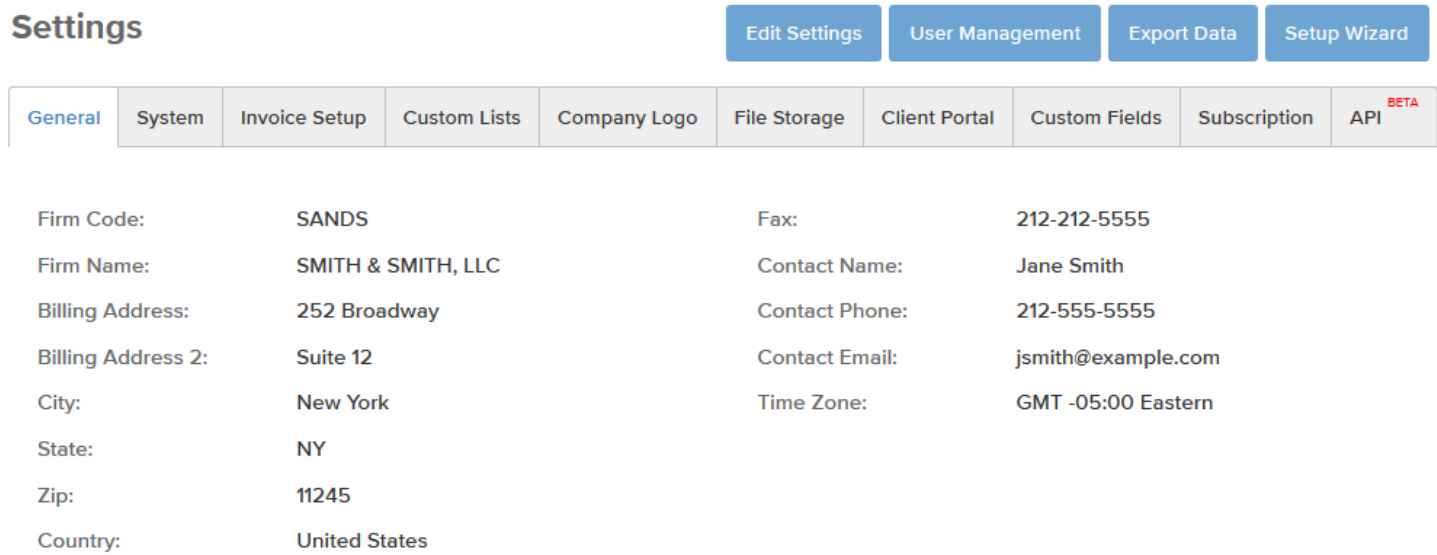 Settings
Edit Settings User Management Export Data Setup Wizard
General System Invoice Setup Custom Lists Company Logo File Storage Client Portal Custom Fields Subscription API BETA
Firm Code: SANDS Fax: 212-212-5555
Firm Name: SMITH & SMITH, LLC Contact Name: Jane Smith
Billing Address: 252 Broadway Contact Phone: 212-555-5555
Billing Address 2: Suite 12 Contact Email: jsmith@example.com
City: New York Time Zone: GMT -05:00 Eastern
State: NY
Zip: 11245
Country: United States